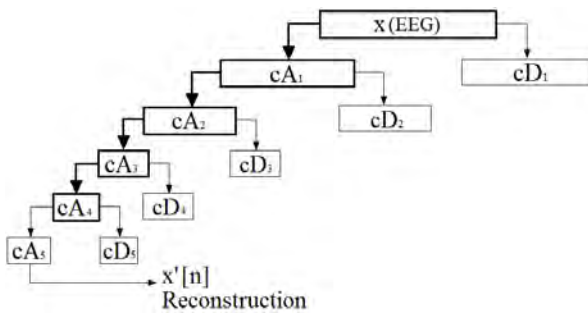 x (EEG)
cA₁
cD₁
cA₂
cD₂
cA₃
cD₃
cA₄
cD₄
cA₅
cD₅
x'[n]
Reconstruction